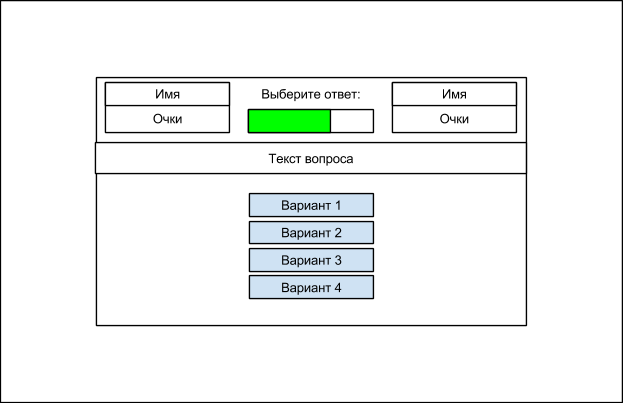 Имя
Очки
Выберите ответ:
Имя
Очки
Текст вопроса
Вариант 1
Вариант 2
Вариант 3
Вариант 4